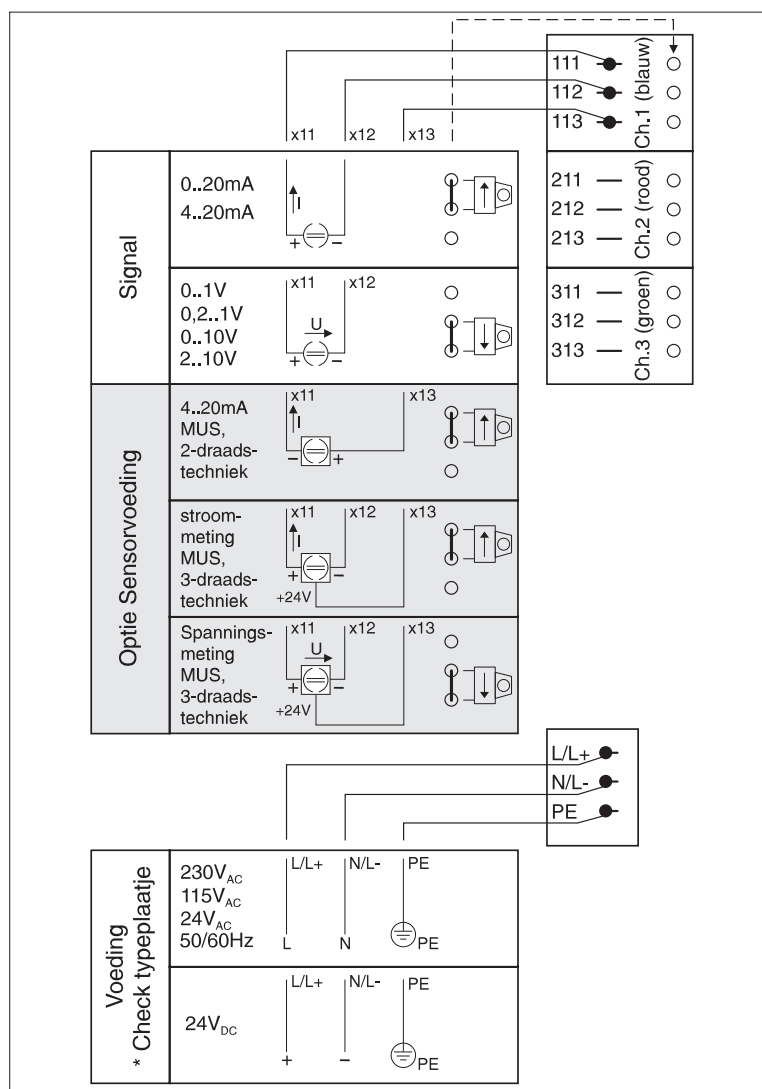 111
112
113
Ch.1 (blauw)
211
212
213
Ch.2 (rood)
311
312
313
Ch.3 (groen)
x11 x12 x13
Signal
0..20mA
4..20mA
I
+ −
0..1V
0,2..1V
0..10V
2..10V
x11 x12
U
+ −
Optie Sensorvoeding
4..20mA
MUS,
2-draads-
techniek
x11 x13
I
− +
stroom-
meting
MUS,
3-draads-
techniek
x11 x12 x13
I
+ −
+24V
Spannings-
meting
MUS,
3-draads-
techniek
x11 x12 x13
U
+ −
+24V
L/L+
N/L-
PE
Voeding
* Check typeplaatje
230VAC
115VAC
24VAC
50/60Hz
L/L+ N/L- PE
L N PE
24VDC
L/L+ N/L- PE
+ − PE